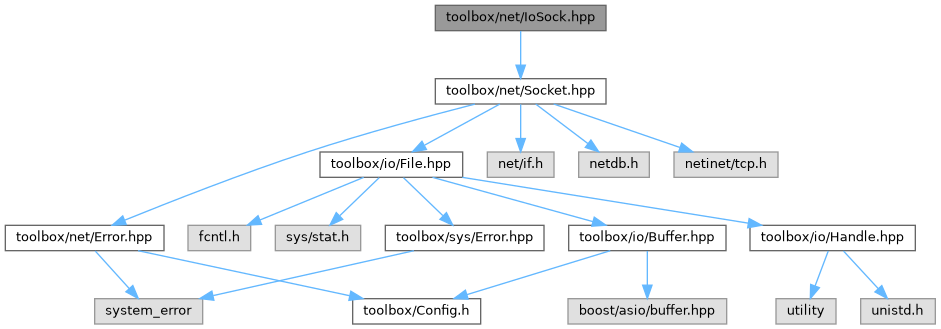 toolbox/net/IoSock.hpp
toolbox/net/Socket.hpp
toolbox/io/File.hpp
net/if.h
netdb.h
netinet/tcp.h
toolbox/net/Error.hpp
fcntl.h
sys/stat.h
toolbox/sys/Error.hpp
toolbox/io/Buffer.hpp
toolbox/io/Handle.hpp
system_error
toolbox/Config.h
boost/asio/buffer.hpp
utility
unistd.h